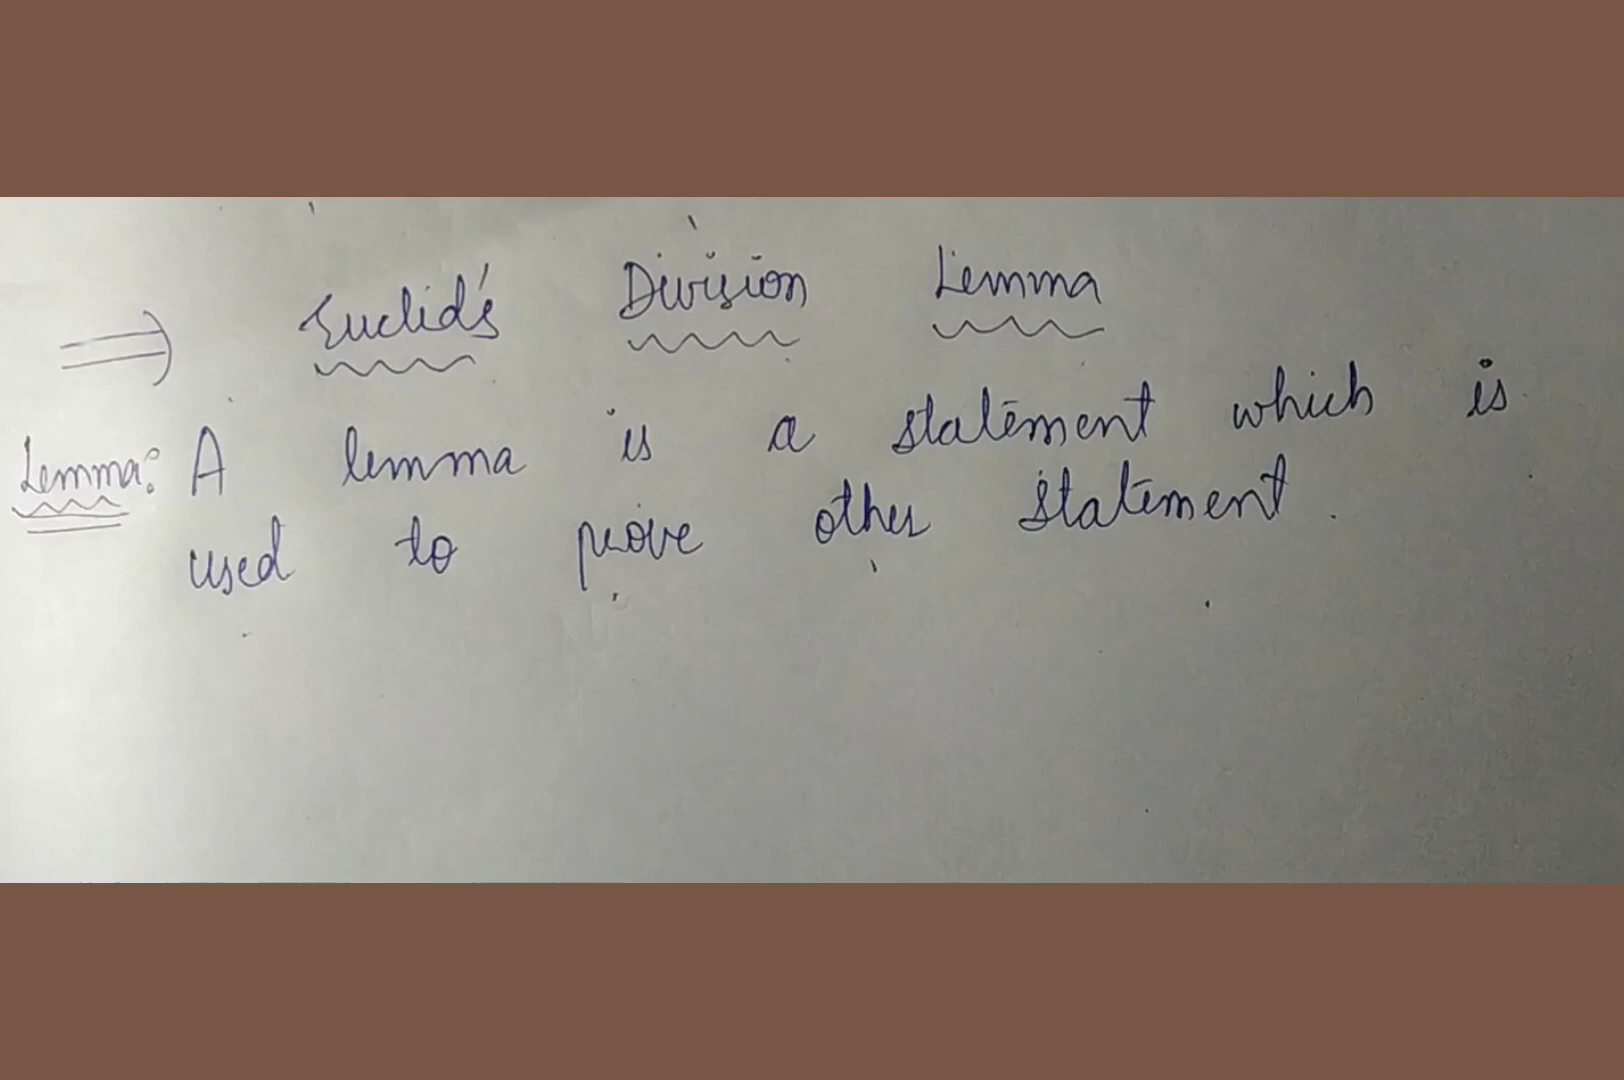 ⇒ Euclid's Division Lemma
Lemma: A lemma is a statement which is
used to prove other statement.